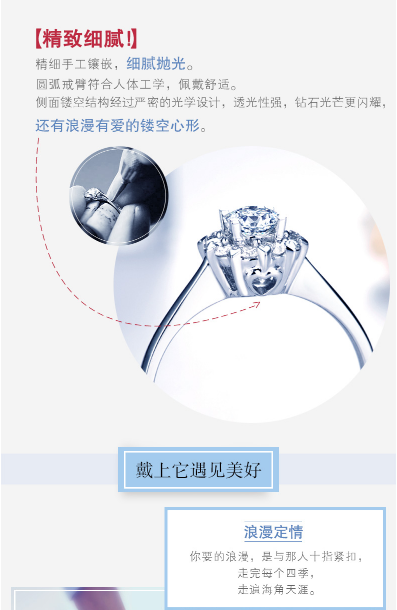 【精致细腻!】
精细手工镶嵌，细腻抛光。
圆弧戒臂符合人体工学，佩戴舒适。
侧面镂空结构经过严密的光学设计，透光性强，钻石光芒更闪耀，
还有浪漫有爱的镂空心形。
戴上它遇见美好
浪漫定情
你要的浪漫，是与那人十指紧扣，
走完每个四季，
走遍海角天涯。